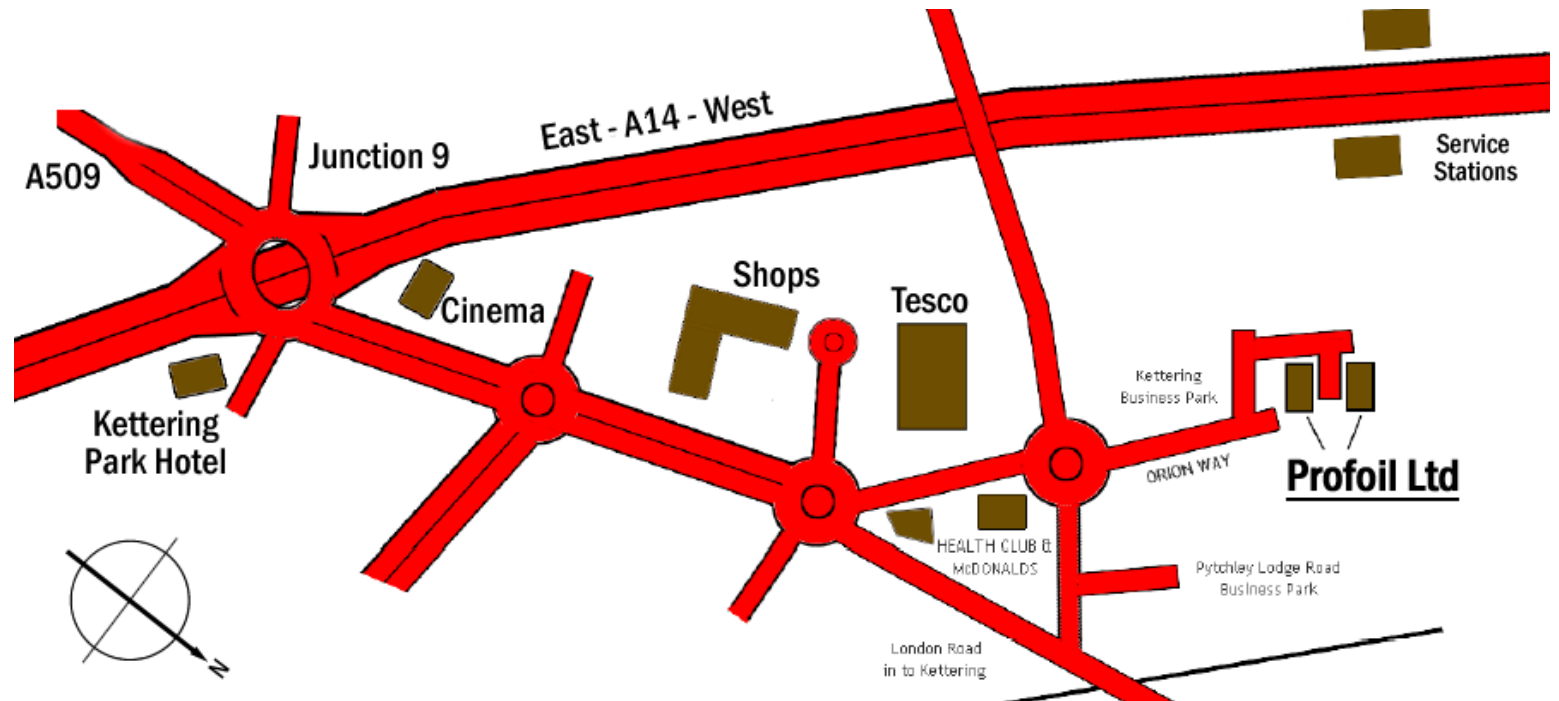 East - A14 - West
Junction 9
A509
Service
Stations
Shops
Tesco
Cinema
Kettering
Business Park
Kettering
Park Hotel
ORION WAY
Profoil Ltd
HEALTH CLUB &
McDONALDS
Pytchley Lodge Road
Business Park
London Road
in to Kettering
N